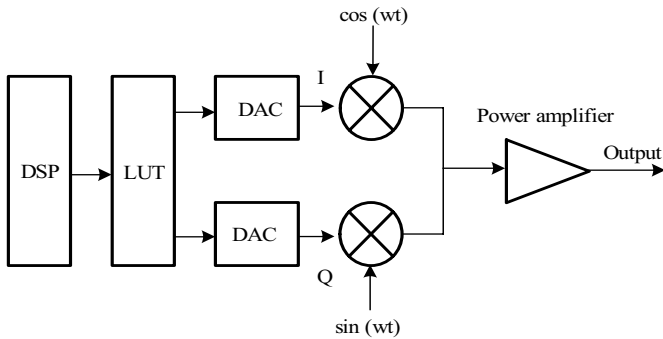 cos (wt)
I
DAC
Power amplifier
Output
DSP
LUT
DAC
Q
sin (wt)